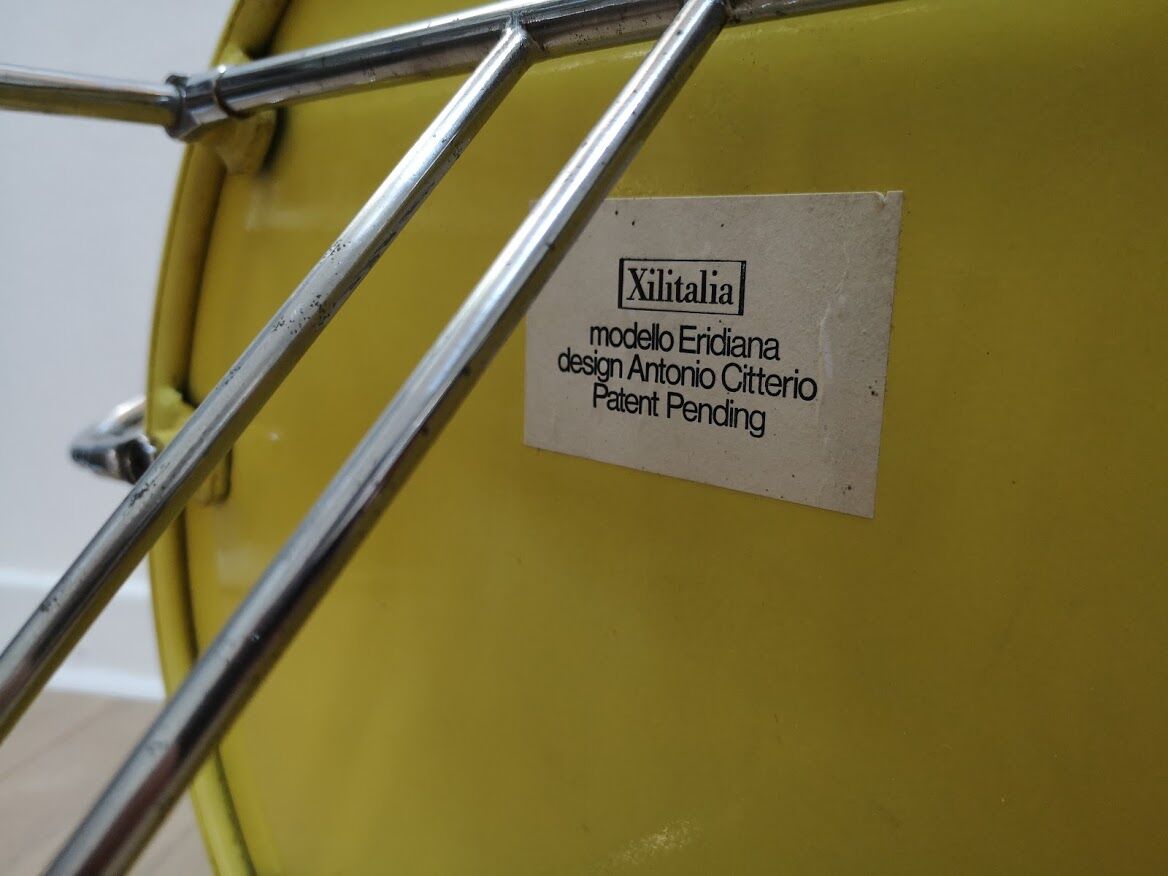 Xilitalia
modello Eridiana
design Antonio Citterio
Patent Pending